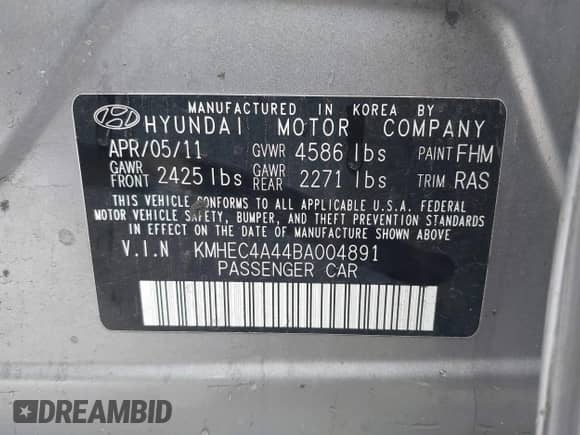 MANUFACTURED IN KOREA BY
HYUNDAI MOTOR COMPANY
APR/05/11 GVWR 4586 lbs PAINT FHM
GAWR FRONT 2425 lbs GAWR REAR 2271 lbs TRIM RAS
THIS VEHICLE CONFORMS TO ALL APPLICABLE U.S.A. FEDERAL
MOTOR VEHICLE SAFETY, BUMPER, AND THEFT PREVENTION STANDARDS
IN EFFECT ON THE DATE OF MANUFACTURE SHOWN ABOVE.
V.I.N KMHEC4A44BA004891
PASSENGER CAR
DREAMBID